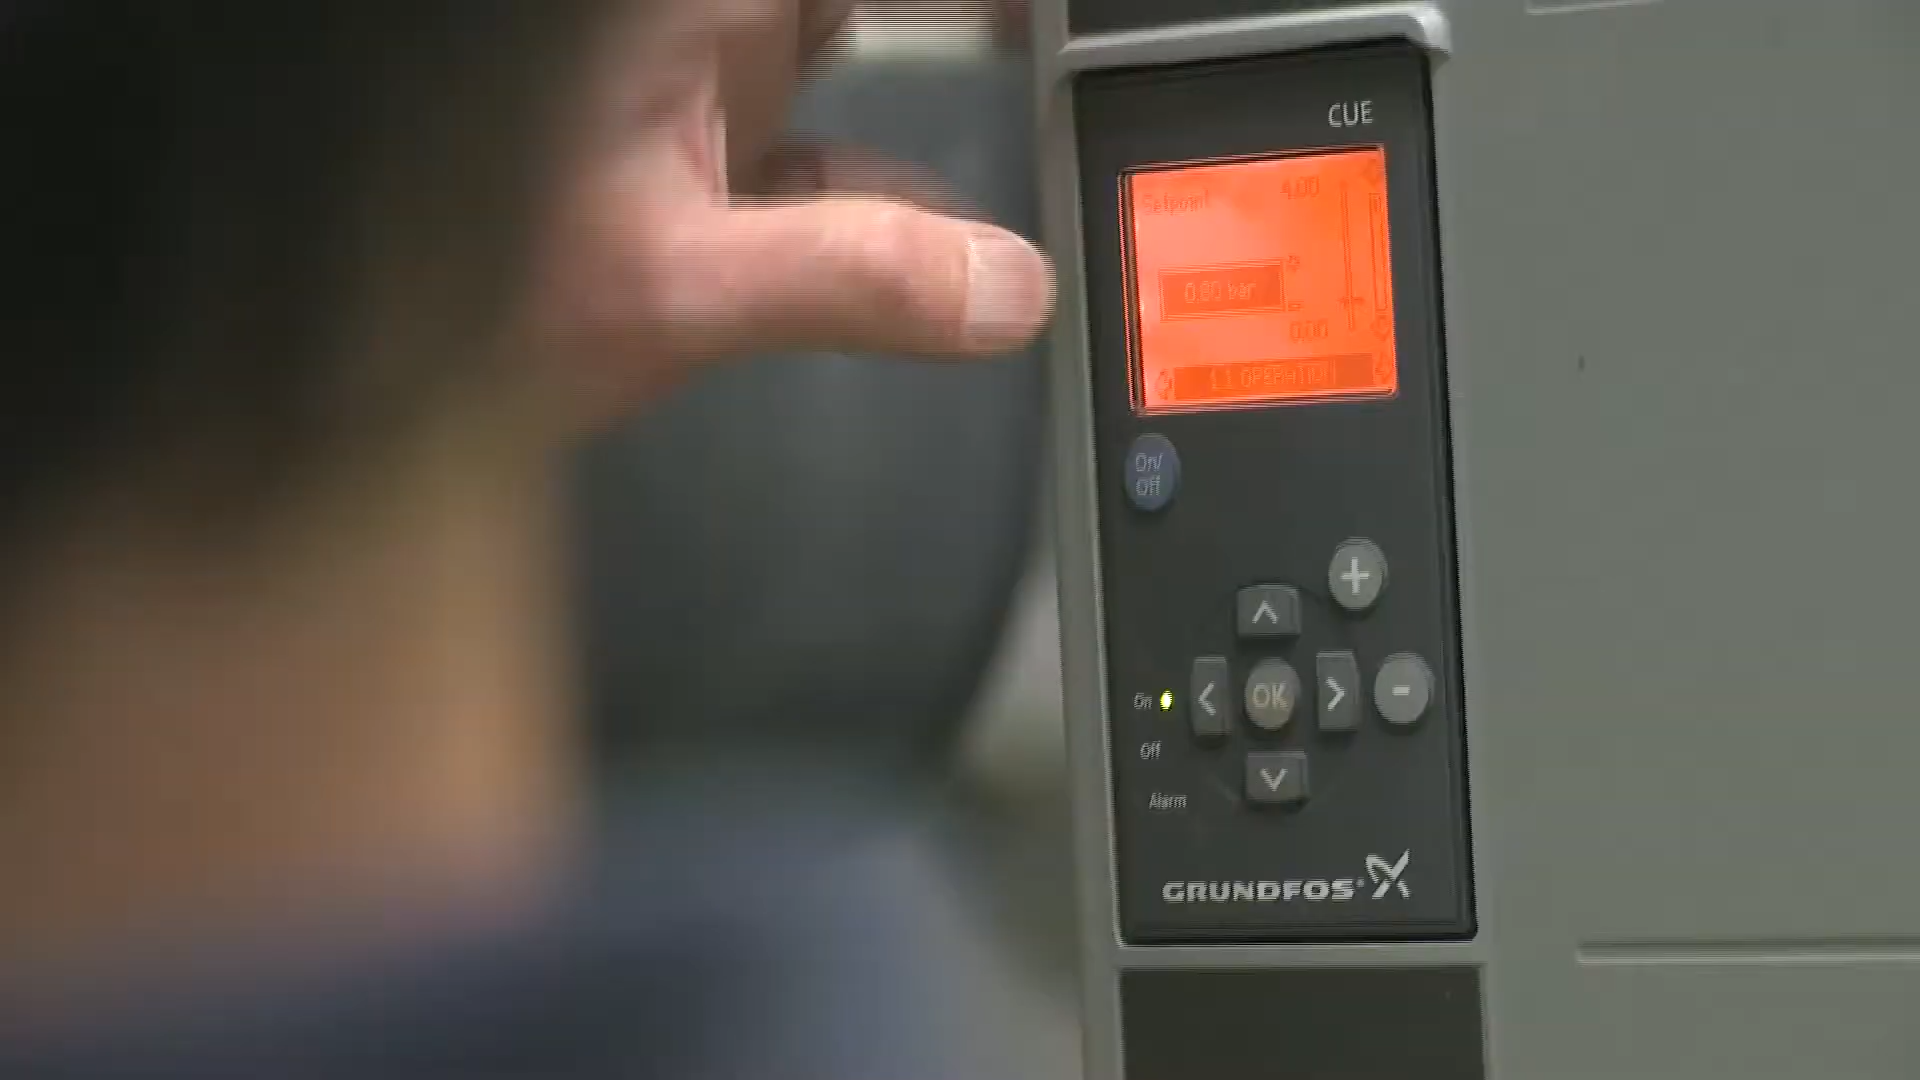 CUE
Setpoint 4.00
0.80 bar
0.00
1.1 OPERATION
On/
Off
+
OK
-
On
Off
Alarm
GRUNDFOS